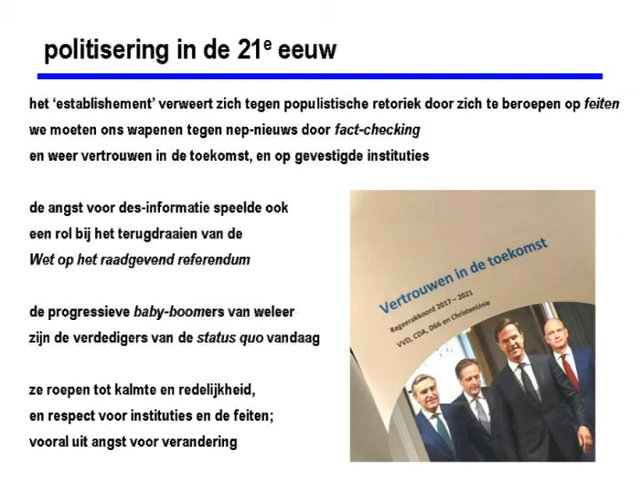 politisering in de 21e eeuw
het ‘establishement’ verweert zich tegen populistische retoriek door zich te beroepen op feiten
we moeten ons wapenen tegen nep-nieuws door fact-checking
en weer vertrouwen in de toekomst, en op gevestigde instituties
de angst voor des-informatie speelde ook
een rol bij het terugdraaien van de
Wet op het raadgevend referendum
de progressieve baby-boomers van weleer
zijn de verdedigers van de status quo vandaag
ze roepen tot kalmte en redelijkheid,
en respect voor instituties en de feiten;
vooral uit angst voor verandering
Vertrouwen in de toekomst
Regeerakkoord 2017 – 2021
VVD, CDA, D66 en ChristenUnie